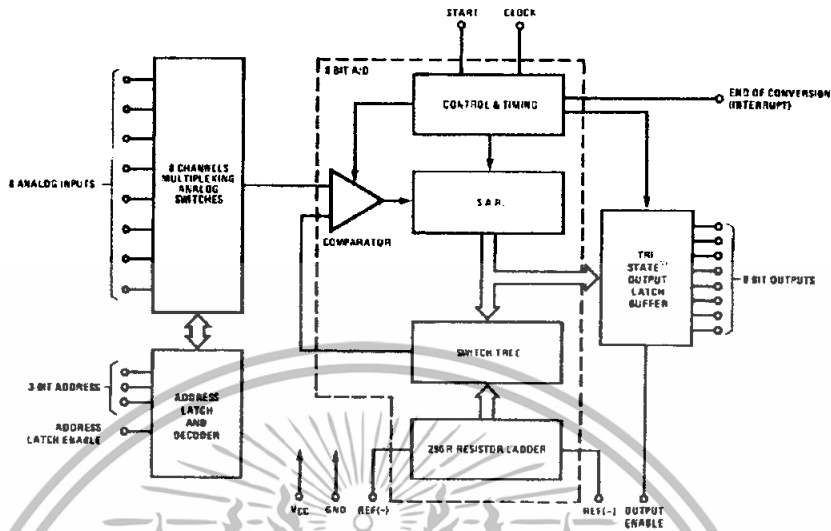 START
CLOCK
8 BIT A/D
CONTROL & TIMING
END OF CONVERSION
(INTERRUPT)
8 ANALOG INPUTS
8 CHANNELS
MULTIPLEXING
ANALOG
SWITCHES
COMPARATOR
S.A.R.
TRI
STATE
OUTPUT
LATCH
BUFFER
8-BIT OUTPUTS
SWITCH TREE
3-BIT ADDRESS
ADDRESS
LATCH ENABLE
ADDRESS
LATCH
AND
DECODER
256R RESISTOR LADDER
VCC
GND
REF(-)
REF(-)
OUTPUT
ENABLE